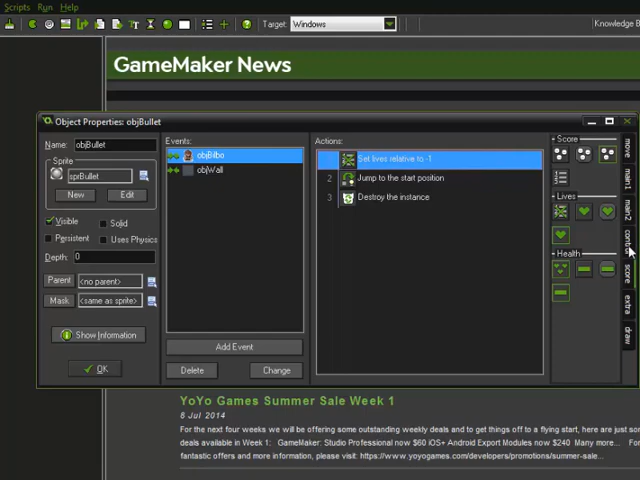 Scripts Run Help
Target: Windows
Knowledge B
GameMaker News
Object Properties: objBullet
Name: objBullet
Sprite
sprBullet
New Edit
Visible Solid
Persistent Uses Physics
Depth: 0
Parent <no parent>
Mask <same as sprite>
Show Information
OK
Events:
objBilbo
objWall
Add Event
Delete Change
Actions:
Set lives relative to -1
2 Jump to the start position
3 Destroy the instance
Score
Lives
Health
move
main1
main2
control
score
extra
draw
YoYo Games Summer Sale Week 1
8 Jul 2014
For the next four weeks we will be offering some outstanding weekly deals and to get things off to a flying start, here are just som
deals available in Week 1: GameMaker: Studio Professional now $60 iOS+ Android Export Modules now $240 Many more... F
fantastic offers and more information, please visit: https://www.yoyogames.com/developers/promotions/summer-sale...